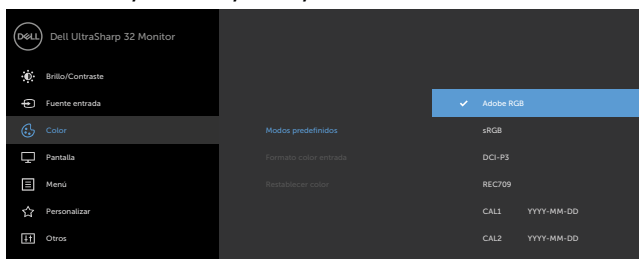 DELL Dell UltraSharp 32 Monitor
Brillo/Contraste
Fuente entrada
Adobe RGB
Color
Modos predefinidos
sRGB
Pantalla
Formato color entrada
DCI-P3
Menú
Restablecer color
REC709
Personalizar
CAL1 YYYY-MM-DD
Otros
CAL2 YYYY-MM-DD